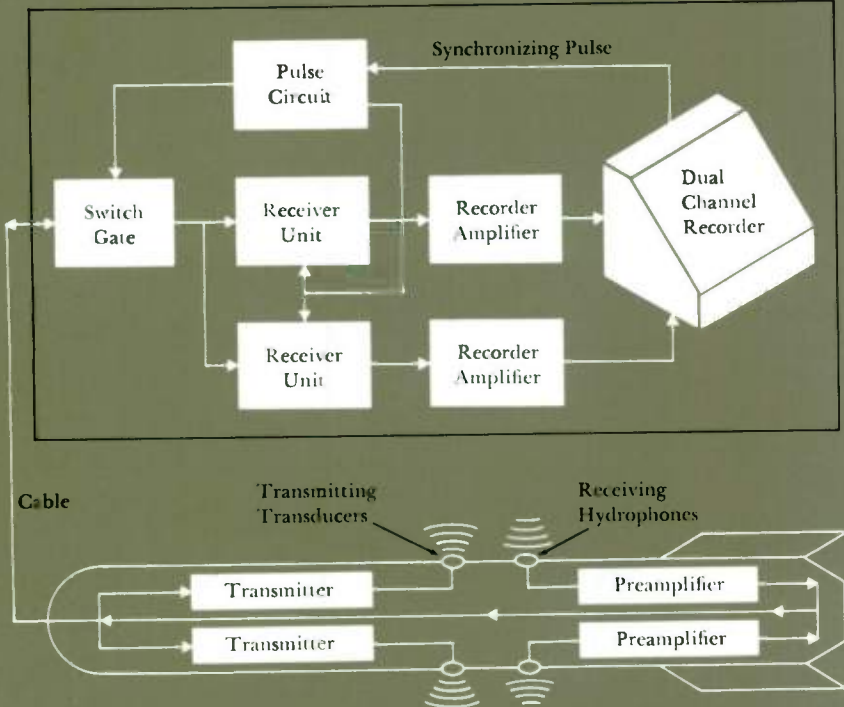 Synchronizing Pulse
Pulse
Circuit
Dual
Channel
Recorder
Switch
Gate
Receiver
Unit
Recorder
Amplifier
Receiver
Unit
Recorder
Amplifier
Cable
Transmitting
Transducers
Receiving
Hydrophones
Transmitter
Preamplifier
Transmitter
Preamplifier